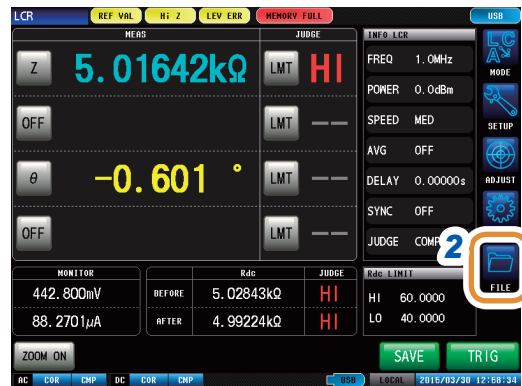 LCR REF VAL Hi Z LEV ERR MEMORY FULL USB
MEAS JUDGE INFO LCR
Z 5.01642kΩ LMT HI
OFF LMT ––
θ -0.601 ° LMT ––
OFF LMT ––
FREQ 1.0MHz
POWER 0.0dBm
SPEED MED
AVG OFF
DELAY 0.00000s
SYNC OFF
JUDGE COMP
LC
A
MODE
SETUP
ADJUST
2
FILE
MONITOR Rdc JUDGE Rdc LIMIT
442.800mV BEFORE 5.02843kΩ HI HI 60.0000
88.2701μA AFTER 4.99224kΩ HI LO 40.0000
ZOOM ON SAVE TRIG
AC COR CMP DC COR CMP USB LOCAL 2015/03/30 12:58:34